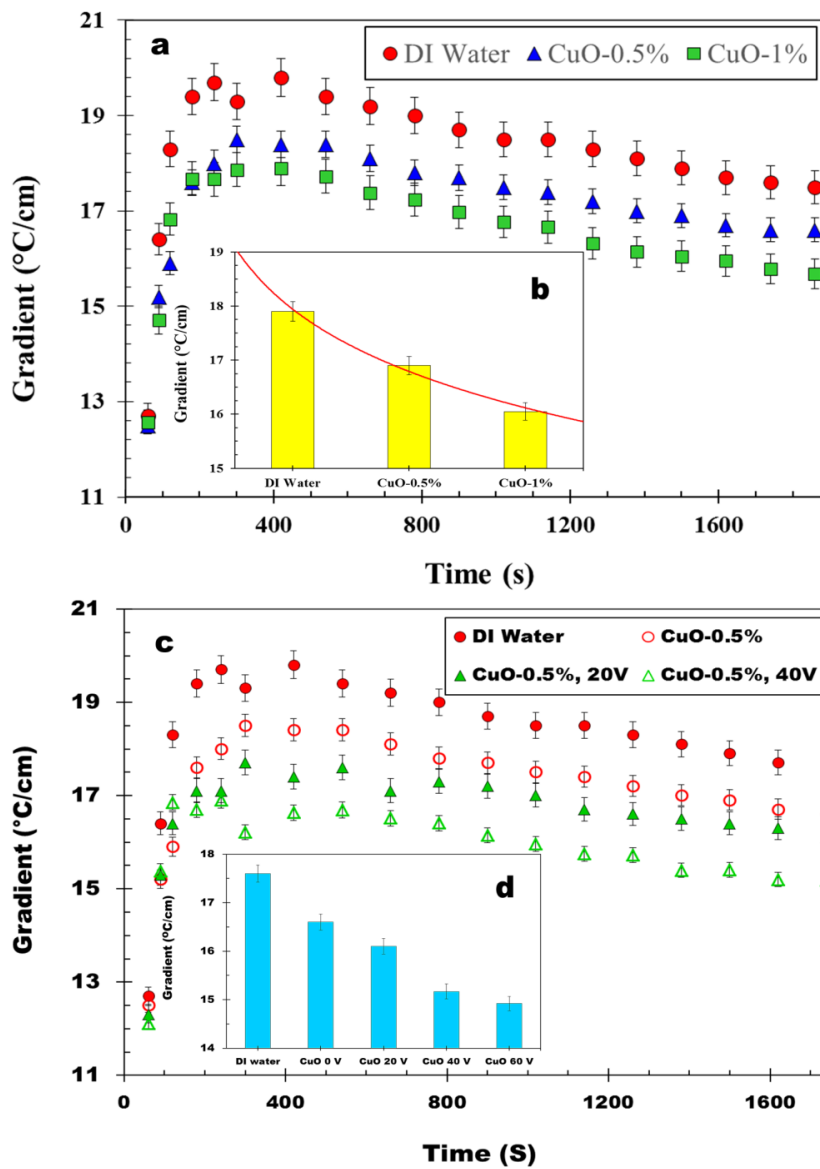 21
a
DI Water CuO-0.5% CuO-1%
19
17
15
13
11
Gradient (°C/cm)
19
b
18
17
16
15
Gradient (°C/cm)
DI Water CuO-0.5% CuO-1%
0 400 800 1200 1600
Time (s)
21
c
DI Water CuO-0.5%
CuO-0.5%, 20V CuO-0.5%, 40V
19
17
15
13
11
Gradient (°C/cm)
18
d
17
16
15
14
Gradient (°C/cm)
DI water CuO 0 V CuO 20 V CuO 40 V CuO 60 V
0 400 800 1200 1600
Time (S)